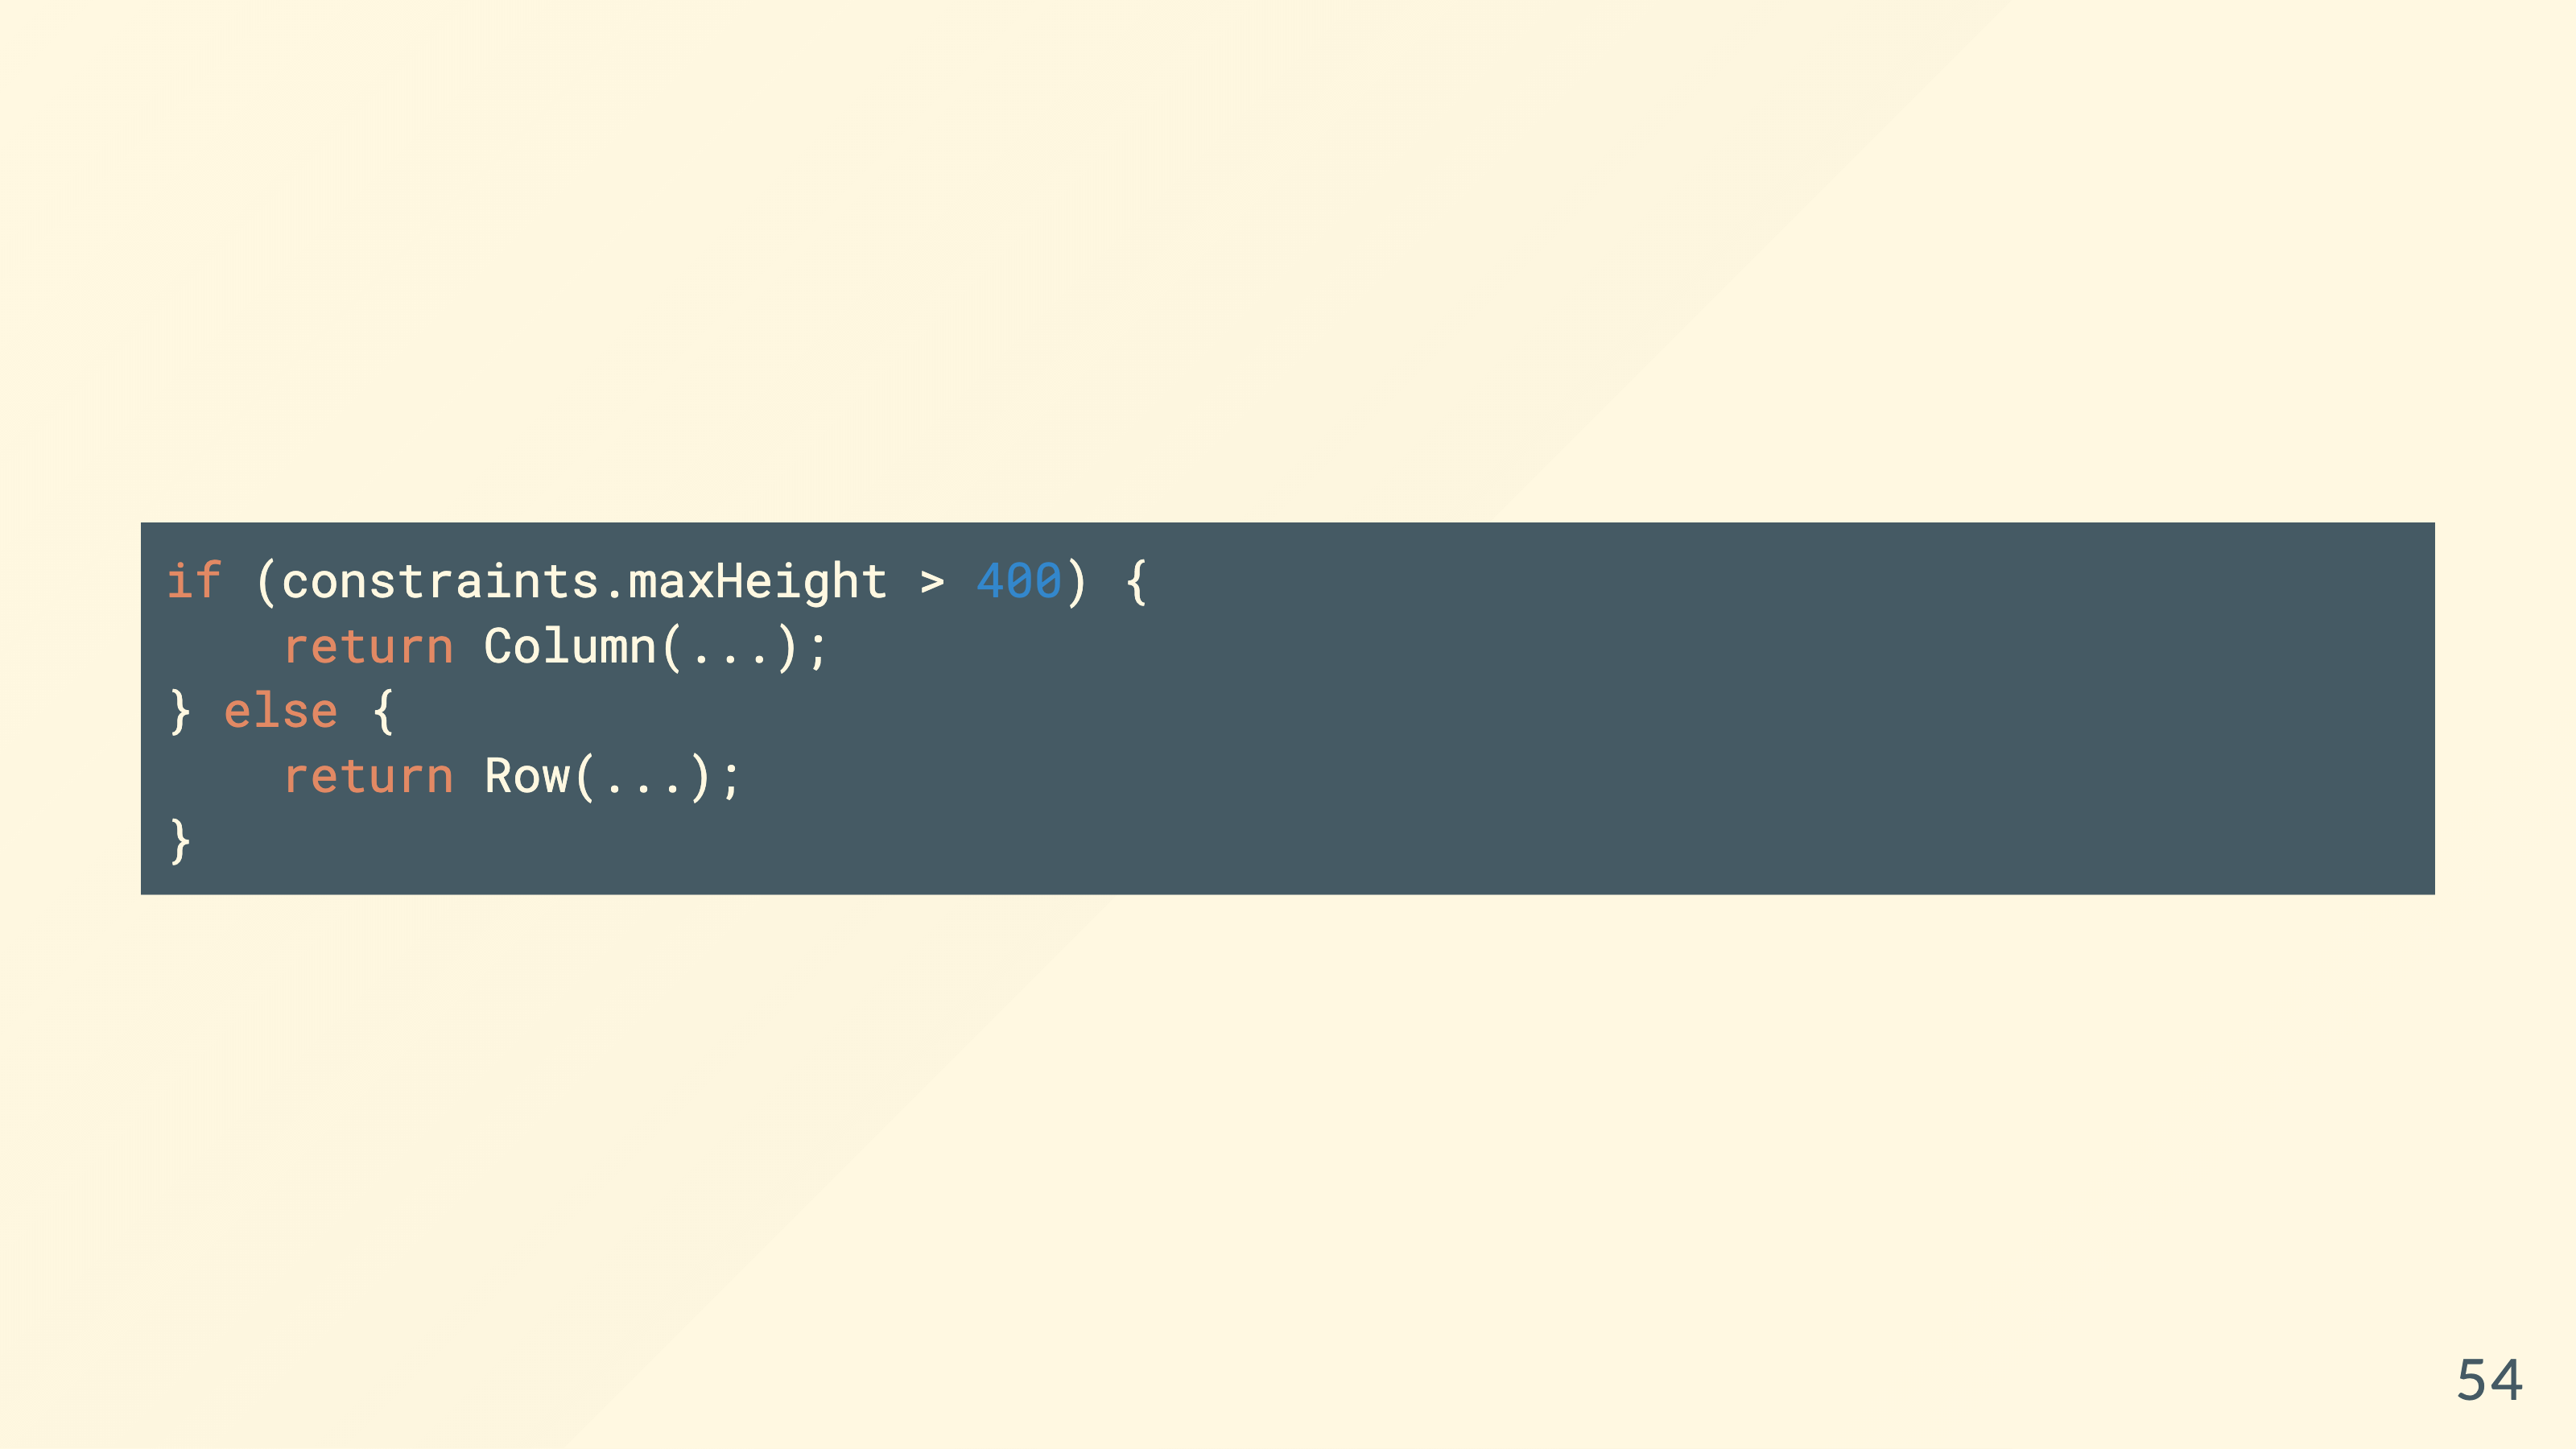 if (constraints.maxHeight > 400) {
    return Column(...);
} else {
    return Row(...);
}
54